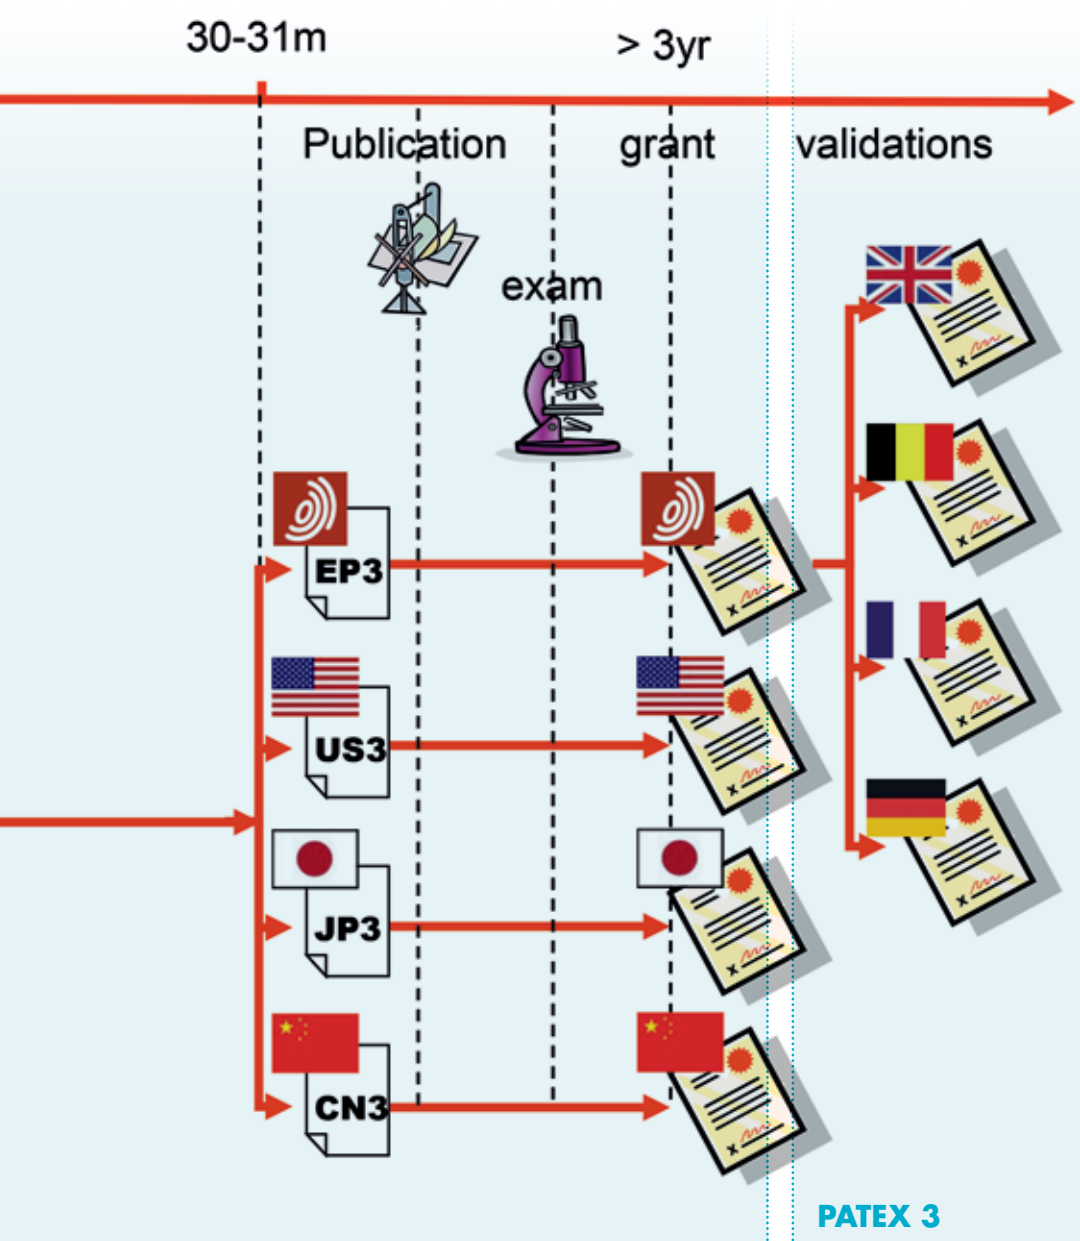 30-31m
> 3yr
Publication
grant
validations
exam
EP3
US3
JP3
CN3
PATEX 3